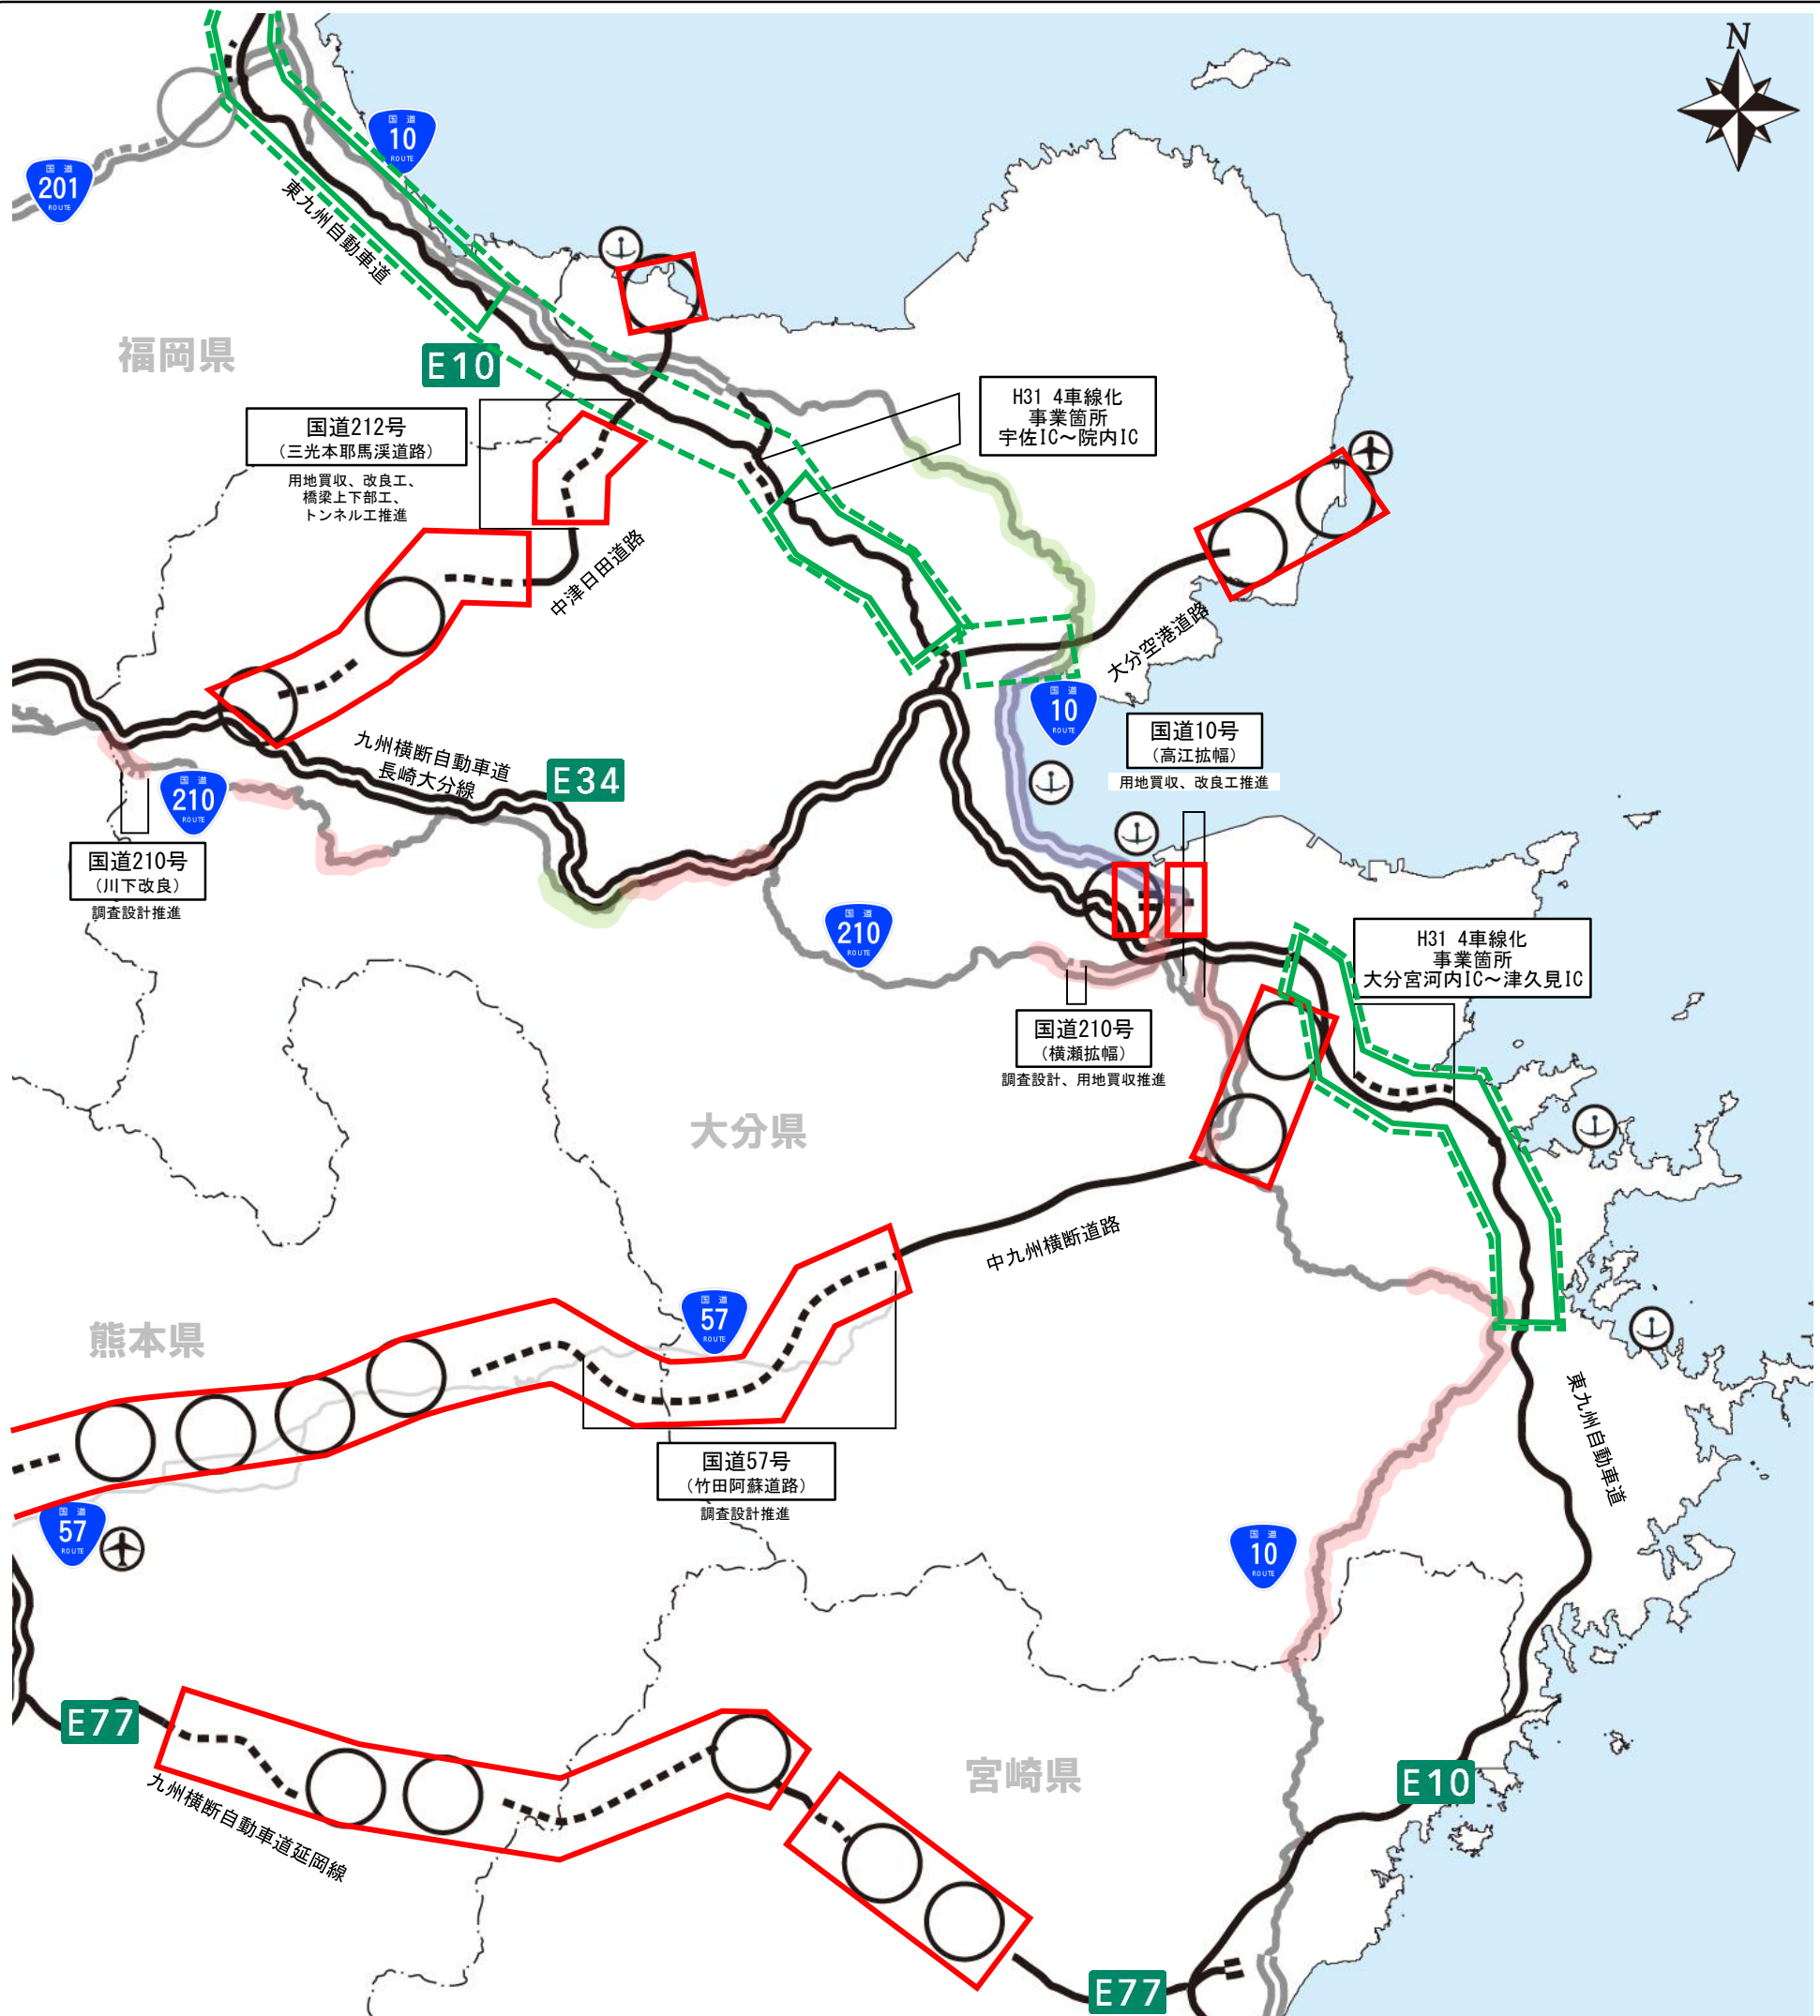 N
国道
10
ROUTE
国道
201
ROUTE
東九州自動車道
福岡県
E10
H31 4車線化
事業箇所
宇佐IC～院内IC
国道212号
（三光本耶馬渓道路）
用地買収、改良工、
橋梁上下部工、
トンネル工推進
中津日田道路
大分空港道路
国道
10
ROUTE
国道10号
（高江拡幅）
用地買収、改良工推進
九州横断自動車道
長崎大分線
E34
国道
210
ROUTE
国道210号
（川下改良）
調査設計推進
国道
210
ROUTE
H31 4車線化
事業箇所
大分宮河内IC～津久見IC
国道210号
（横瀬拡幅）
調査設計、用地買収推進
大分県
中九州横断道路
国道
57
ROUTE
熊本県
東九州自動車道
国道57号
（竹田阿蘇道路）
調査設計推進
国道
57
ROUTE
国道
10
ROUTE
E77
宮崎県
E10
九州横断自動車道延岡線
E77